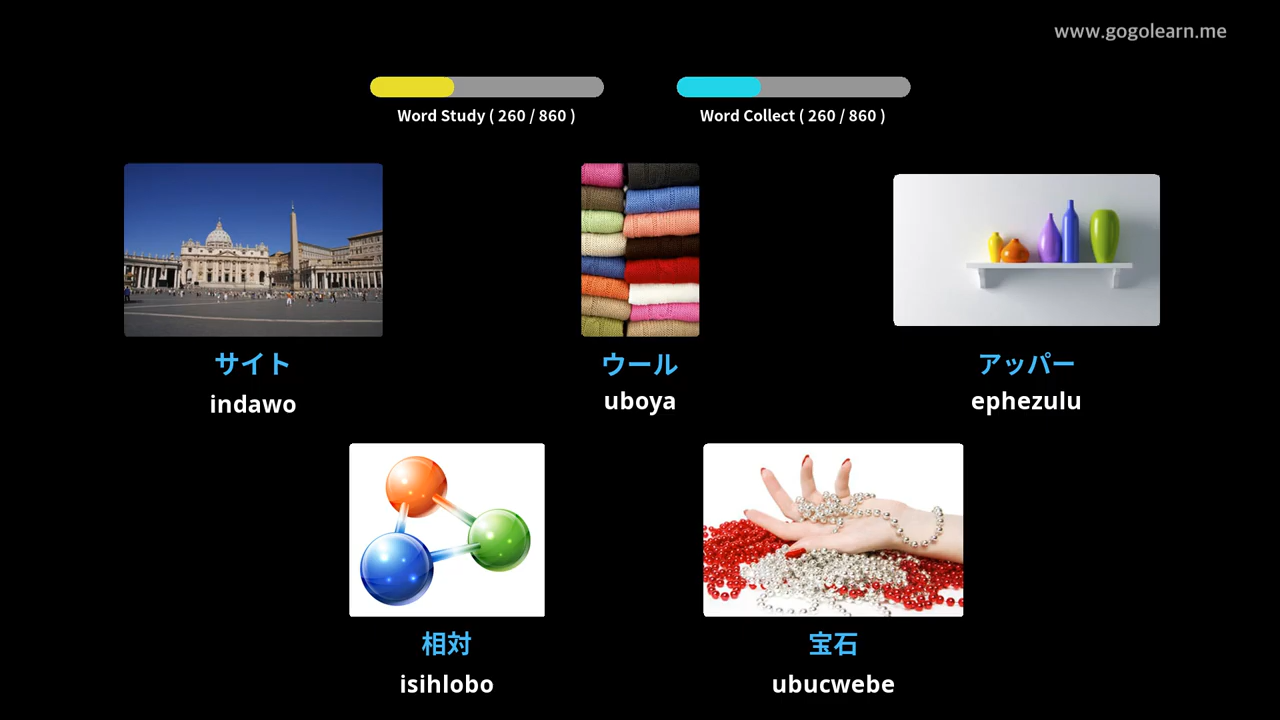 www.gogolearn.me
Word Study ( 260 / 860 )
Word Collect ( 260 / 860 )
サイト
indawo
ウール
uboya
アッパー
ephezulu
相対
isihlobo
宝石
ubucwebe